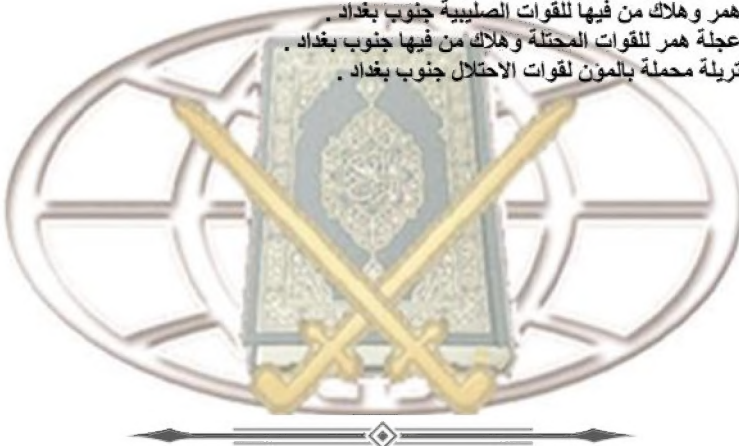 همر وهلاك من فيها للقوات الصليبية جنوب بغداد .
عجلة همر للقوات المحتلة وهلاك من فيها جنوب بغداد .
تريلة محملة بالمؤن لقوات الاحتلال جنوب بغداد .